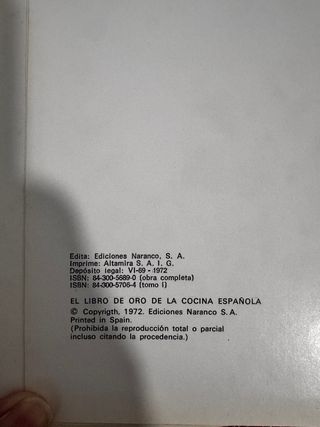 Edita: Ediciones Naranco, S. A.
Imprime: Altamira S. A. I. G.
Depósito legal: VI-69 - 1972
ISBN: 84-300-5689-0 (obra completa)
ISBN: 84-300-5706-4 (tomo I)
EL LIBRO DE ORO DE LA COCINA ESPAÑOLA
© Copyrigth, 1972. Ediciones Naranco S. A.
Printed in Spain.
(Prohibida la reproducción total o parcial
incluso citando la procedencia.)